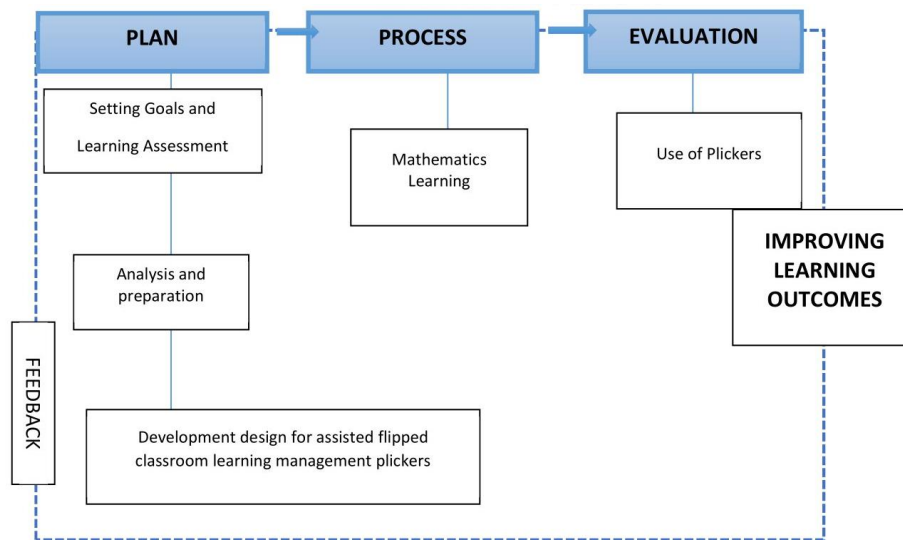 PLAN
PROCESS
EVALUATION
Setting Goals and
Learning Assessment
Mathematics
Learning
Use of Plickers
IMPROVING
LEARNING
OUTCOMES
Analysis and
preparation
FEEDBACK
Development design for assisted flipped
classroom learning management plickers